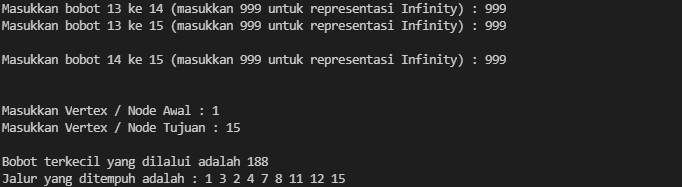 Masukkan bobot 13 ke 14 (masukkan 999 untuk representasi Infinity) : 999
Masukkan bobot 13 ke 15 (masukkan 999 untuk representasi Infinity) : 999
Masukkan bobot 14 ke 15 (masukkan 999 untuk representasi Infinity) : 999
Masukkan Vertex / Node Awal : 1
Masukkan Vertex / Node Tujuan : 15
Bobot terkecil yang dilalui adalah 188
Jalur yang ditempuh adalah : 1 3 2 4 7 8 11 12 15